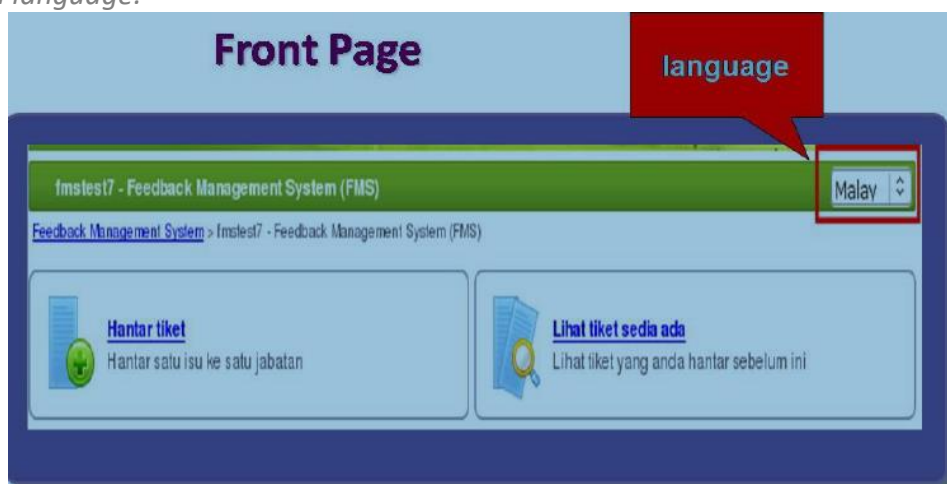 language.
Front Page
language
fmstest7 - Feedback Management System (FMS)
Malay
Feedback Management System > fmstest7 - Feedback Management System (FMS)
Hantar tiket
Hantar satu isu ke satu jabatan
Lihat tiket sedia ada
Lihat tiket yang anda hantar sebelum ini